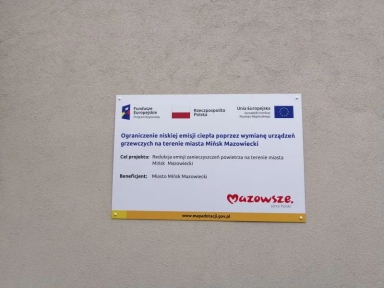 Fundusze
Europejskie
Rzeczpospolita
Polska
Unia Europejska
Ograniczenie niskiej emisji ciepła poprzez wymianę urządzeń
grzewczych na terenie miasta Mińsk Mazowiecki
Cel projektu: Redukcja emisji zanieczyszczeń powietrza na terenie miasta
Mińsk Mazowiecki
Beneficjent: Miasto Mińsk Mazowiecki
Mazowsze.
serce Polski
www.mapadotacji.gov.pl